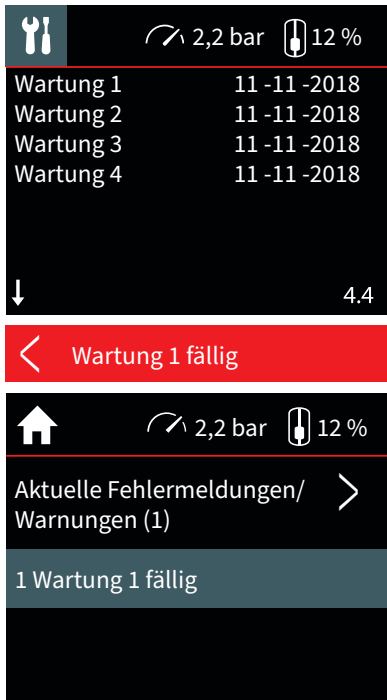 2,2 bar 12 %
Wartung 1 11 -11 -2018
Wartung 2 11 -11 -2018
Wartung 3 11 -11 -2018
Wartung 4 11 -11 -2018
4.4
Wartung 1 fällig
2,2 bar 12 %
Aktuelle Fehlermeldungen/
Warnungen (1)
1 Wartung 1 fällig